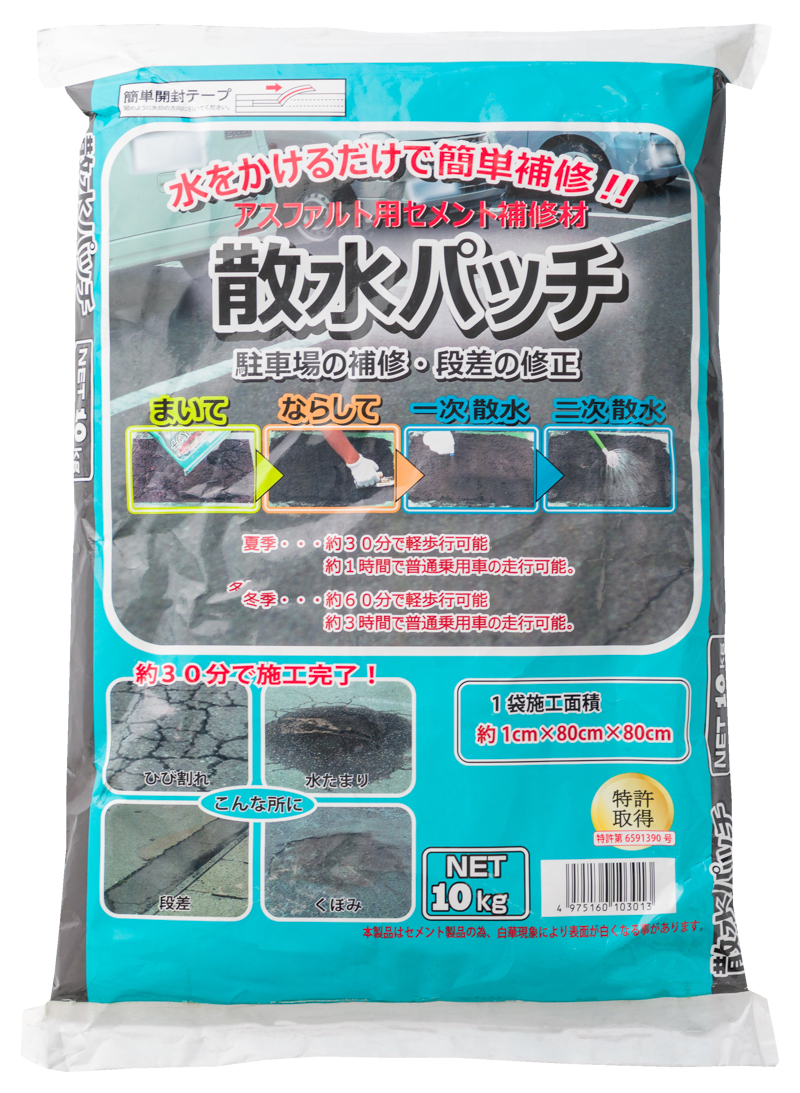 簡単開封テープ
水をかけるだけで簡単補修!!
アスファルト用セメント補修材
散水パッチ
駐車場の補修・段差の修正
まいて
ならして
一次散水
二次散水
夏季・・・約30分で軽歩行可能
約1時間で普通乗用車の走行可能。
冬季・・・約60分で軽歩行可能
約3時間で普通乗用車の走行可能。
約30分で施工完了！
ひび割れ
水たまり
こんな所に
段差
くぼみ
1袋施工面積
約1cm×80cm×80cm
特許
取得
特許第6591390号
NET
10kg
4 975160 103013
本製品はセメント製品の為、白華現象により表面が白くなる事があります。
散水パッチ
NET 10kg
NET 10kg
散水パッチ